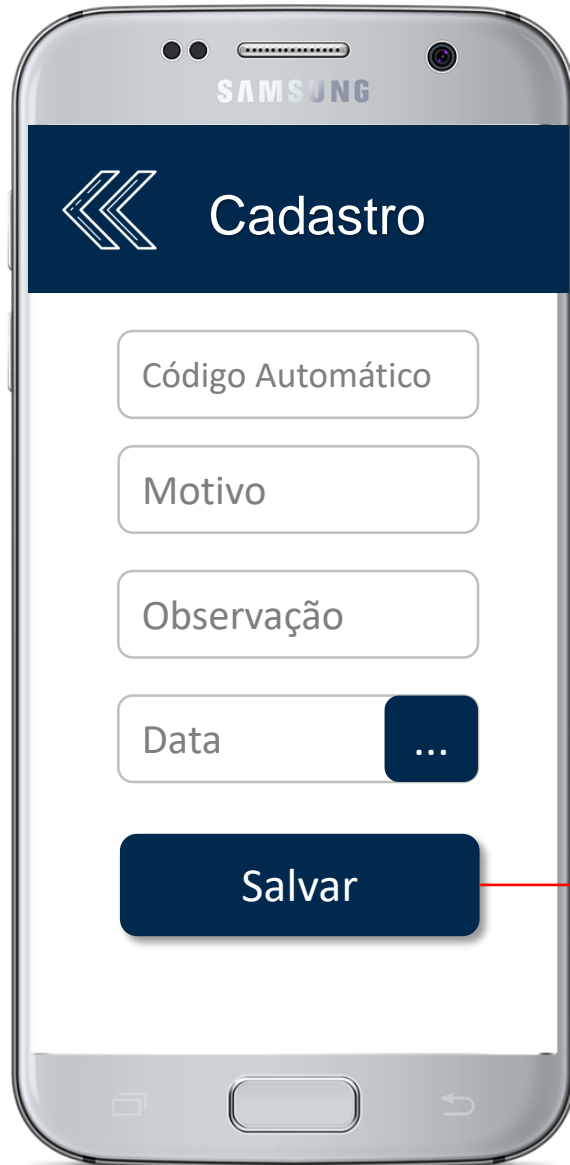 SAMSUNG
Cadastro
Código Automático
Motivo
Observação
Data
...
Salvar